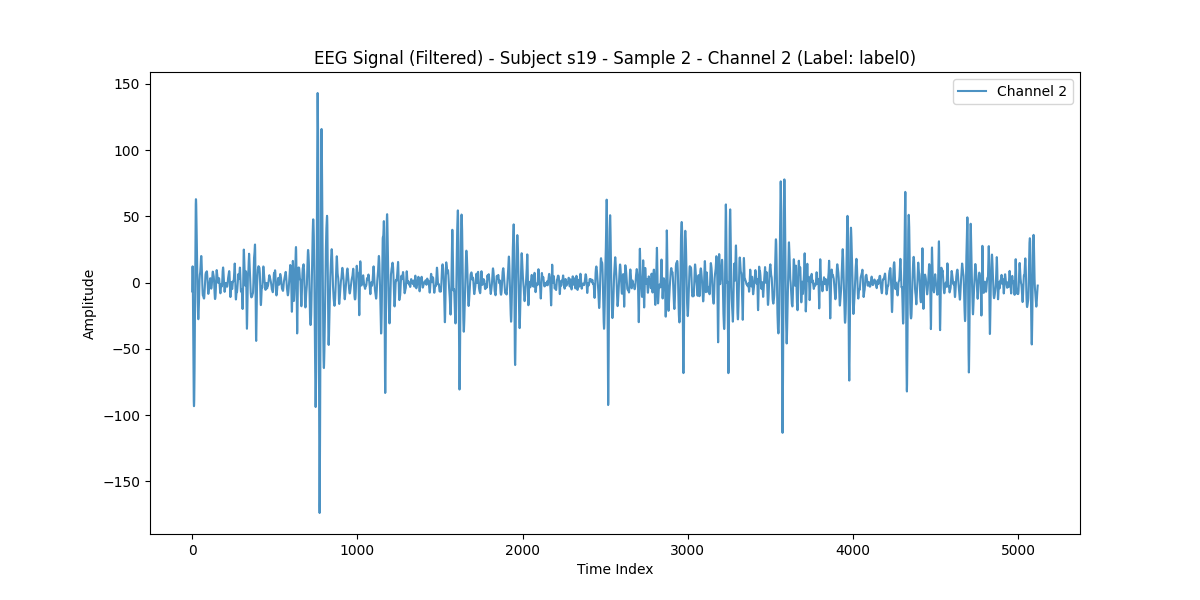 EEG Signal (Filtered) - Subject s19 - Sample 2 - Channel 2 (Label: label0)
Channel 2
150
100
50
0
−50
−100
−150
Amplitude
0 1000 2000 3000 4000 5000
Time Index